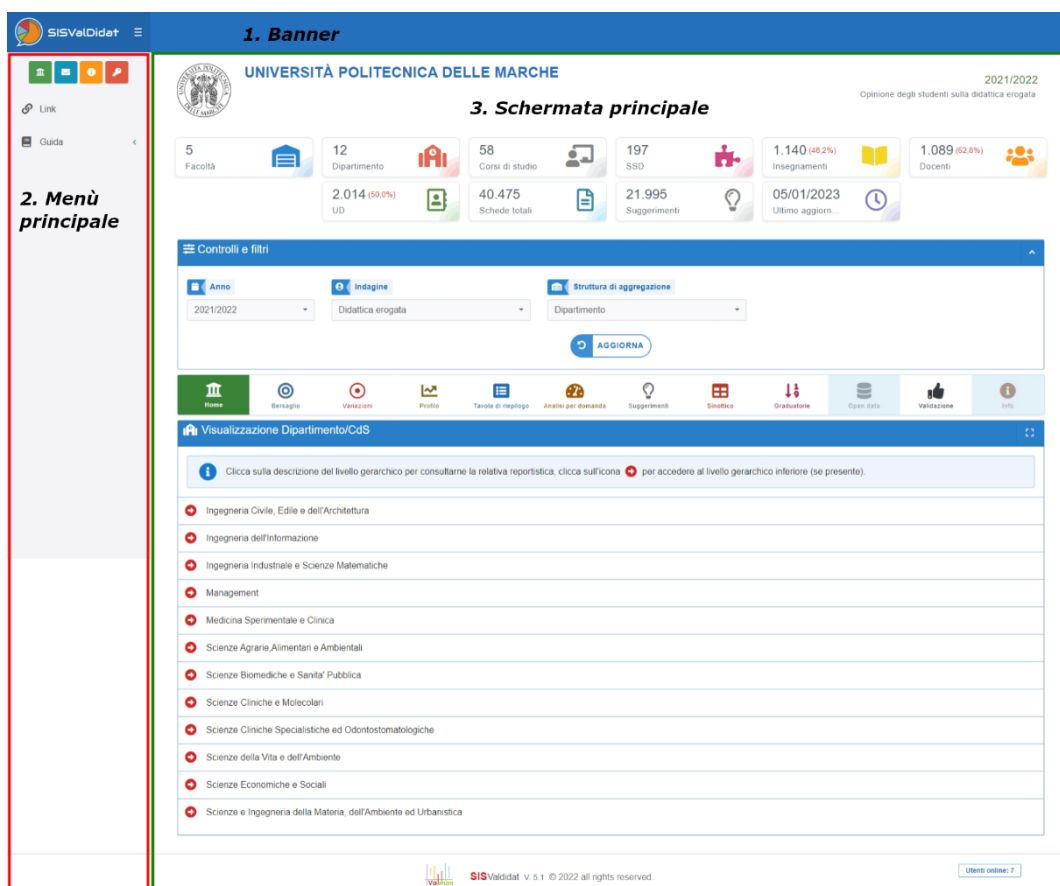 SISValDidat
1. Banner
Link
Guida
2. Menù
principale
UNIVERSITÀ POLITECNICA DELLE MARCHE
3. Schermata principale
2021/2022
Opinione degli studenti sulla didattica erogata
5
Facoltà
12
Dipartimento
58
Corsi di studio
197
SSD
1.140 (48,2%)
Insegnamenti
1.089 (62,8%)
Docenti
2.014 (50,0%)
UD
40.475
Schede totali
21.995
Suggerimenti
05/01/2023
Ultimo aggiorn...
Controlli e filtri
Anno
Indagine
Struttura di aggregazione
2021/2022
Didattica erogata
Dipartimento
AGGIORNA
Home
Bersaglio
Variazioni
Profilo
Tavola di riepilogo
Analisi per domanda
Suggerimenti
Sinottico
Graduatorie
Open data
Validazione
Info
Visualizzazione Dipartimento/CdS
Clicca sulla descrizione del livello gerarchico per consultarne la relativa reportistica, clicca sull'icona per accedere al livello gerarchico inferiore (se presente).
Ingegneria Civile, Edile e dell'Architettura
Ingegneria dell'Informazione
Ingegneria Industriale e Scienze Matematiche
Management
Medicina Sperimentale e Clinica
Scienze Agrarie,Alimentari e Ambientali
Scienze Biomediche e Sanita' Pubblica
Scienze Cliniche e Molecolari
Scienze Cliniche Specialistiche ed Odontostomatologiche
Scienze della Vita e dell'Ambiente
Scienze Economiche e Sociali
Scienze e Ingegneria della Materia, dell'Ambiente ed Urbanistica
Valmon
SISValdidat V. 5.1 © 2022 all rights reserved.
Utenti online: 7